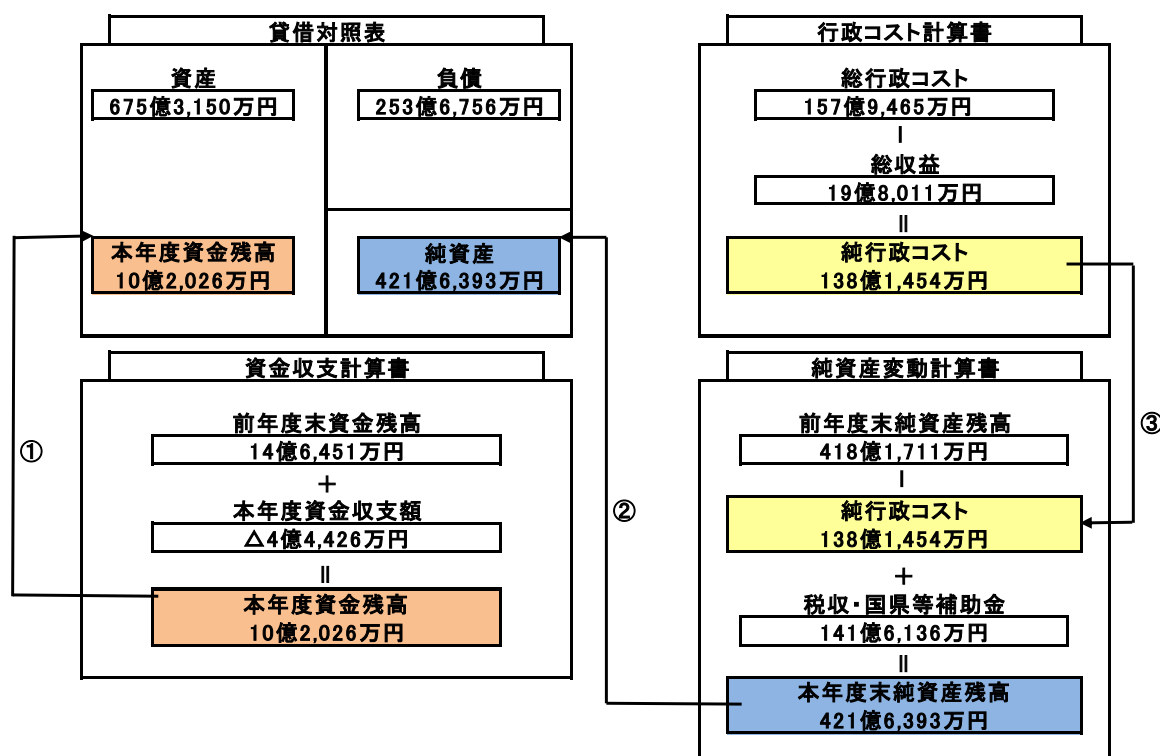 貸借対照表
資産
675億3,150万円
負債
253億6,756万円
本年度資金残高
10億2,026万円
純資産
421億6,393万円
行政コスト計算書
総行政コスト
157億9,465万円
－
総収益
19億8,011万円
＝
純行政コスト
138億1,454万円
資金収支計算書
前年度末資金残高
14億6,451万円
＋
本年度資金収支額
△4億4,426万円
＝
本年度資金残高
10億2,026万円
純資産変動計算書
前年度末純資産残高
418億1,711万円
－
純行政コスト
138億1,454万円
＋
税収・国県等補助金
141億6,136万円
＝
本年度末純資産残高
421億6,393万円
①
②
③